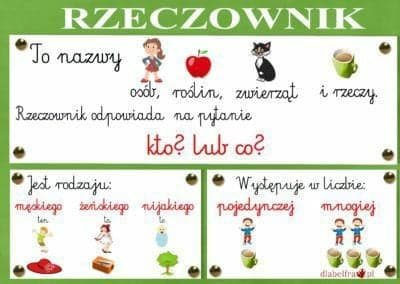 RZECZOWNIK
To nazwy
osób, roślin, zwierząt i rzeczy.
Rzeczownik odpowiada na pytanie
kto? lub co?
Jest rodzaju:
męskiego żeńskiego nijakiego
ten ta to
Występuje w liczbie:
pojedynczej mnogiej
dlabelfra.pl